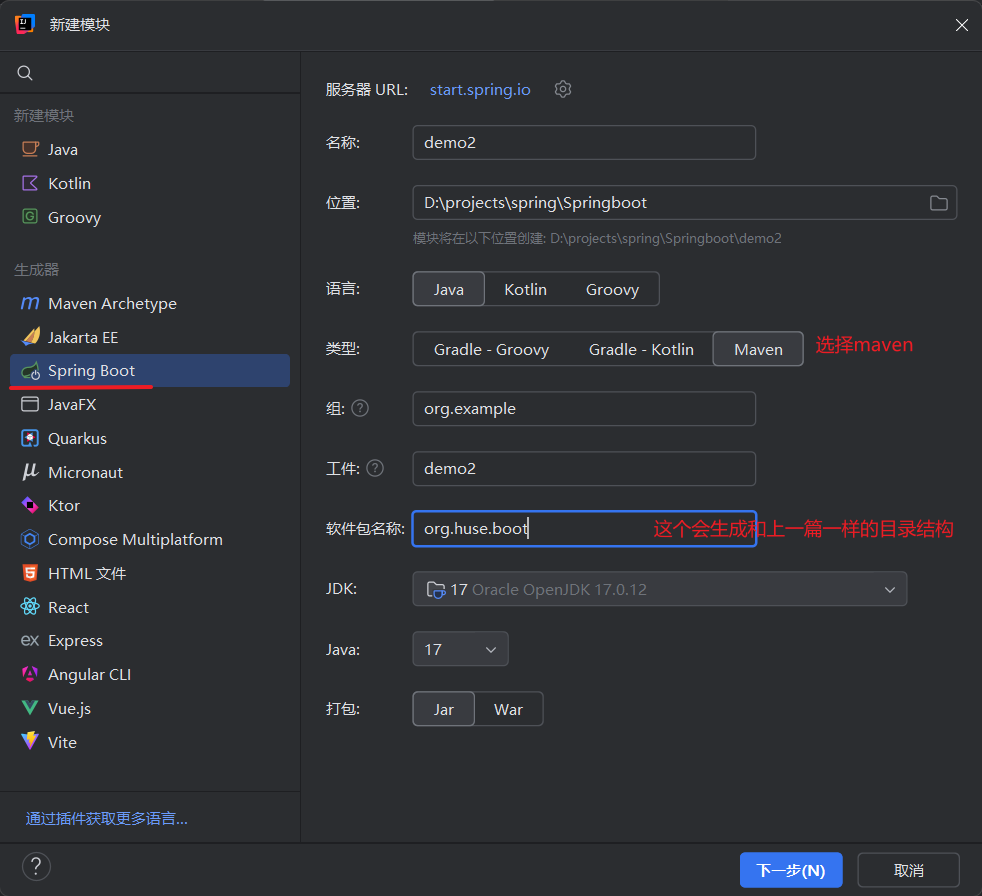 新建模块
新建模块
Java
Kotlin
Groovy
生成器
Maven Archetype
Jakarta EE
Spring Boot
JavaFX
Quarkus
Micronaut
Ktor
Compose Multiplatform
HTML 文件
React
ex Express
Angular CLI
Vue.js
Vite
通过插件获取更多语言...
服务器 URL: start.spring.io
名称: demo2
位置: D:\projects\spring\Springboot
模块将在以下位置创建: D:\projects\spring\Springboot\demo2
语言: Java Kotlin Groovy
类型: Gradle - Groovy Gradle - Kotlin Maven 选择maven
组: ? org.example
工件: ? demo2
软件包名称: org.huse.boot 这个会生成和上一篇一样的目录结构
JDK: 17 Oracle OpenJDK 17.0.12
Java: 17
打包: Jar War
? 下一步(N) 取消